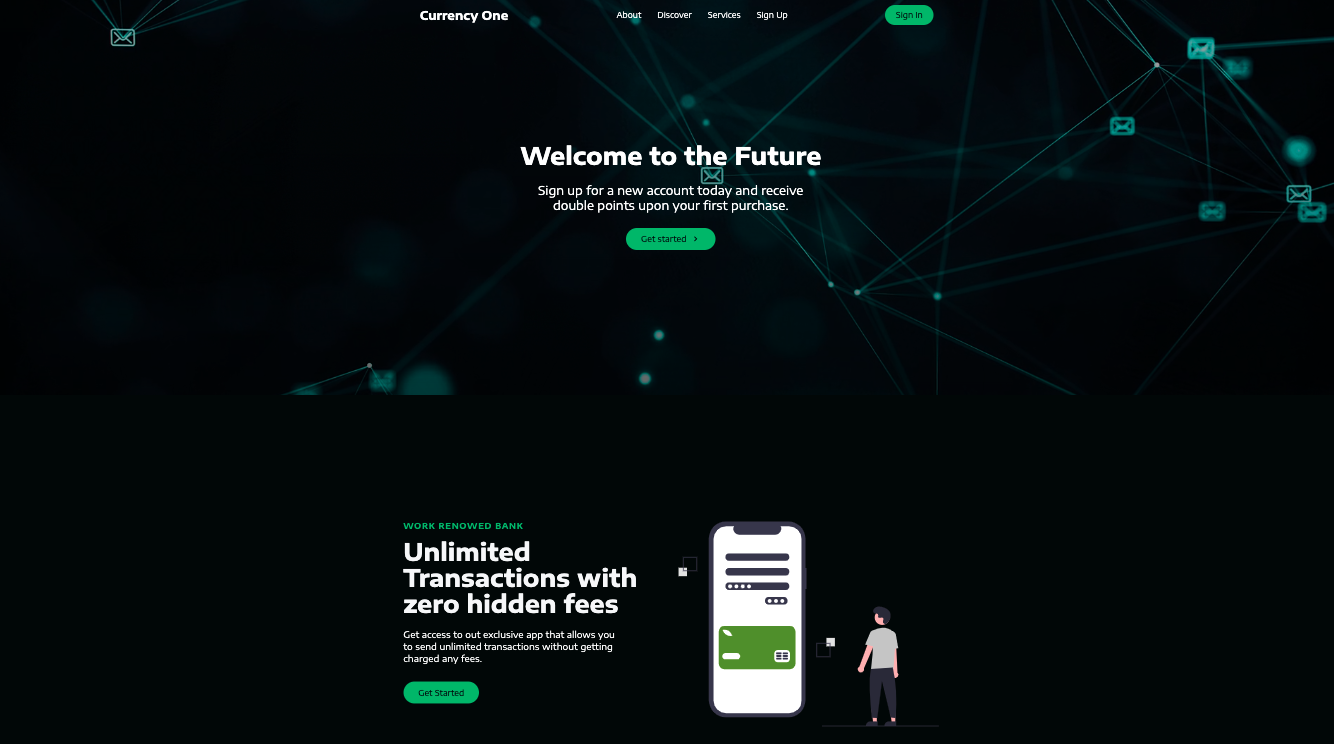 Currency One
About Discover Services Sign Up
Sign In
Welcome to the Future
Sign up for a new account today and receive
double points upon your first purchase.
Get started
WORK RENOWED BANK
Unlimited
Transactions with
zero hidden fees
Get access to out exclusive app that allows you
to send unlimited transactions without getting
charged any fees.
Get Started